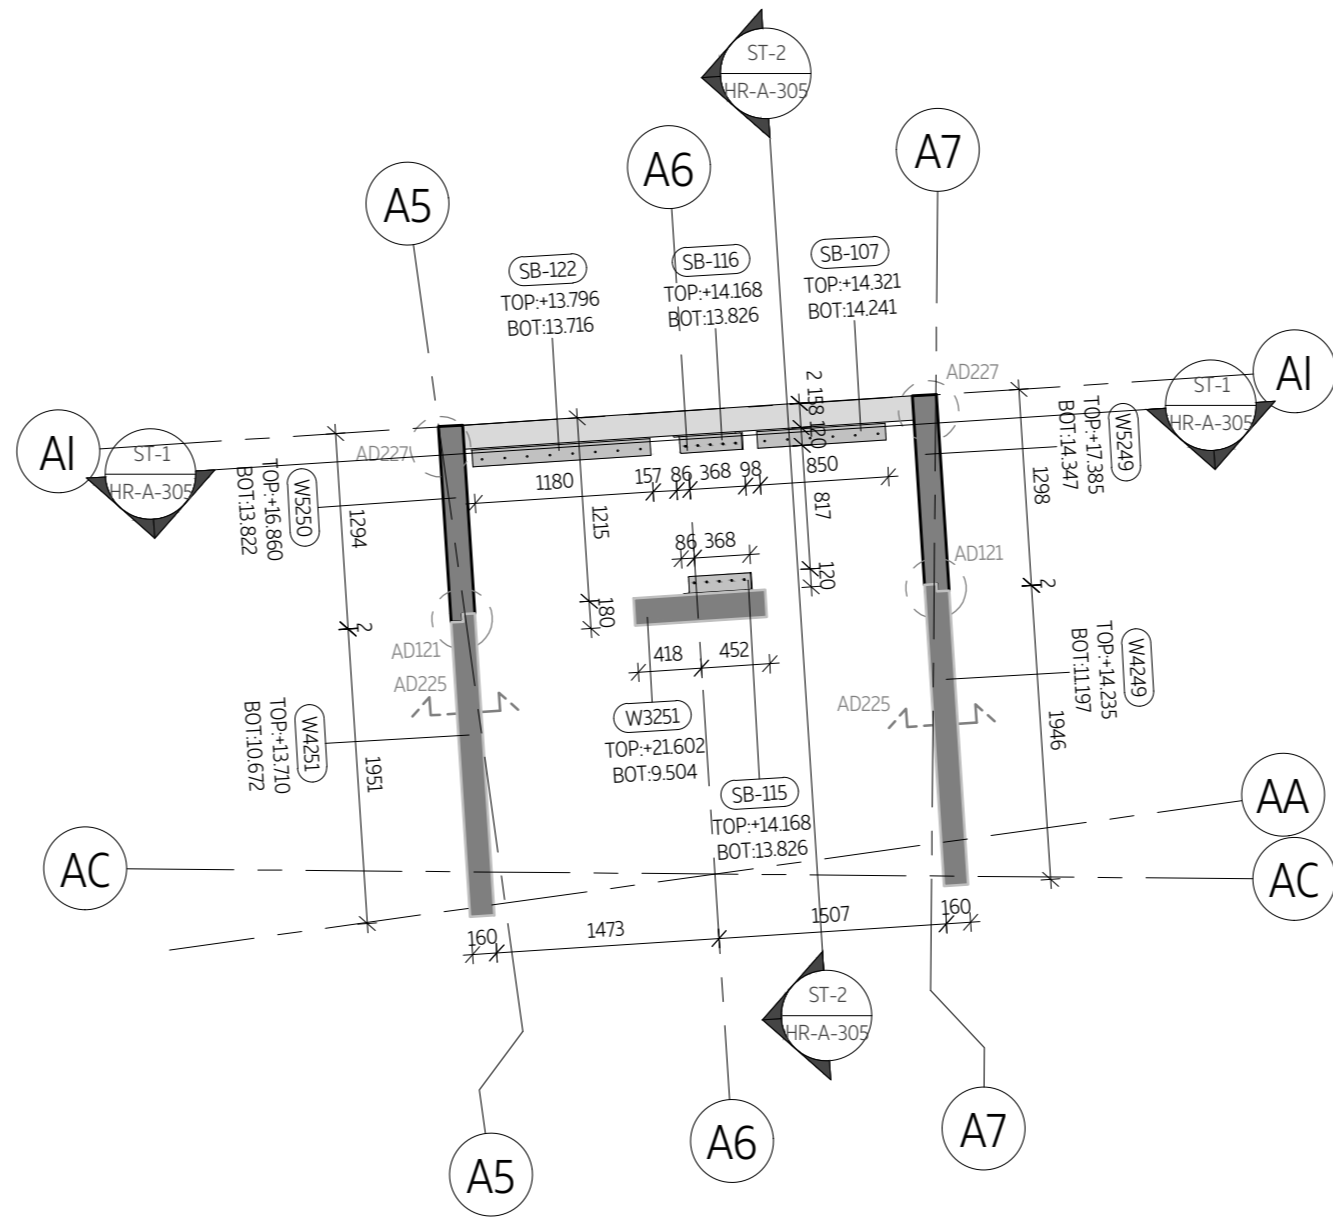 ST-2
HR-A-305
A5
A6
A7
SB-122
TOP:+13.796
BOT:13.716
SB-116
TOP:+14.168
BOT:13.826
SB-107
TOP:+14.321
BOT:14.241
AI
ST-1
HR-A-305
AD227
AD227
ST-1
HR-A-305
AI
W5250
TOP:+16.860
BOT:13.822
W5249
TOP:+17.385
BOT:14.347
2
158
120
1180
157
86
368
98
850
1294
1215
817
1298
86
368
120
180
2
2
AD121
AD121
418
452
AD225
AD225
W3251
TOP:+21.602
BOT:9.504
W4251
TOP:+13.710
BOT:10.672
W4249
TOP:+14.235
BOT:11.197
1951
1946
SB-115
TOP:+14.168
BOT:13.826
AA
AC
AC
160
1473
1507
160
ST-2
HR-A-305
A5
A6
A7